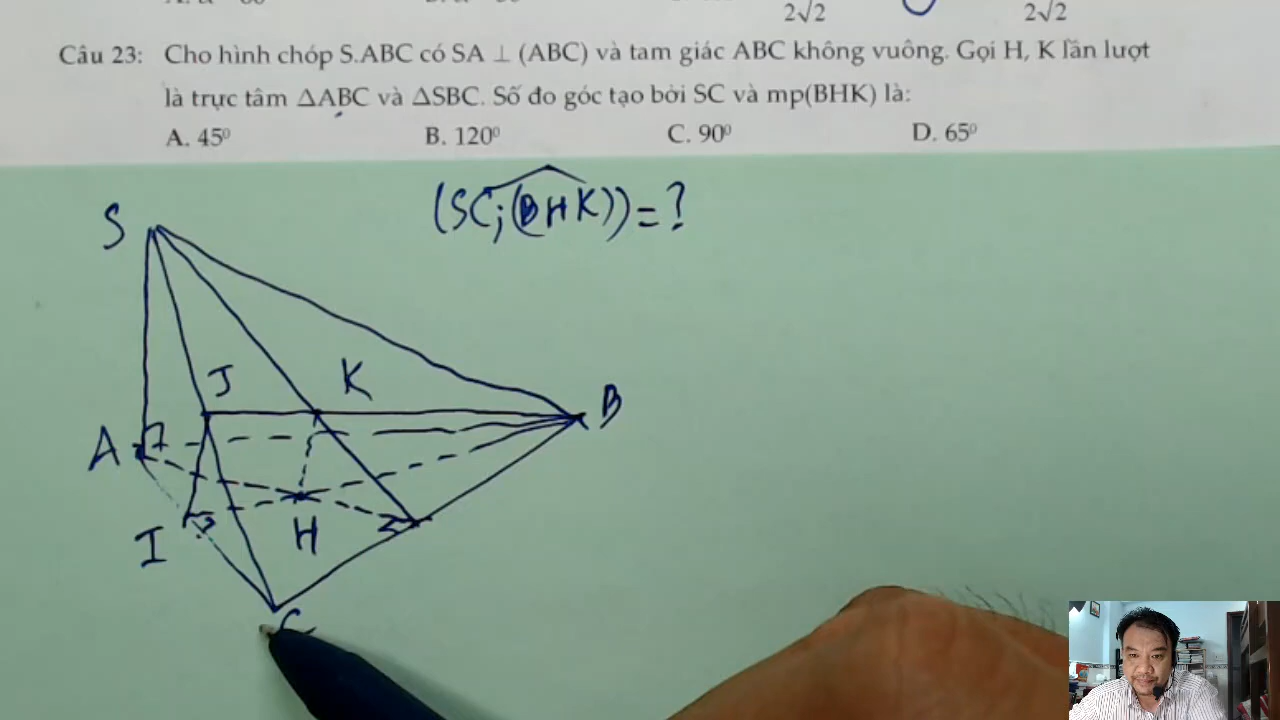 2√2 2√2
Câu 23: Cho hình chóp S.ABC có SA ⊥ (ABC) và tam giác ABC không vuông. Gọi H, K lần lượt
là trực tâm ΔABC và ΔSBC. Số đo góc tạo bởi SC và mp(BHK) là:
A. 45⁰ B. 120⁰ C. 90⁰ D. 65⁰
(SC;(BHK))=?
S
J K B
A
I H
C